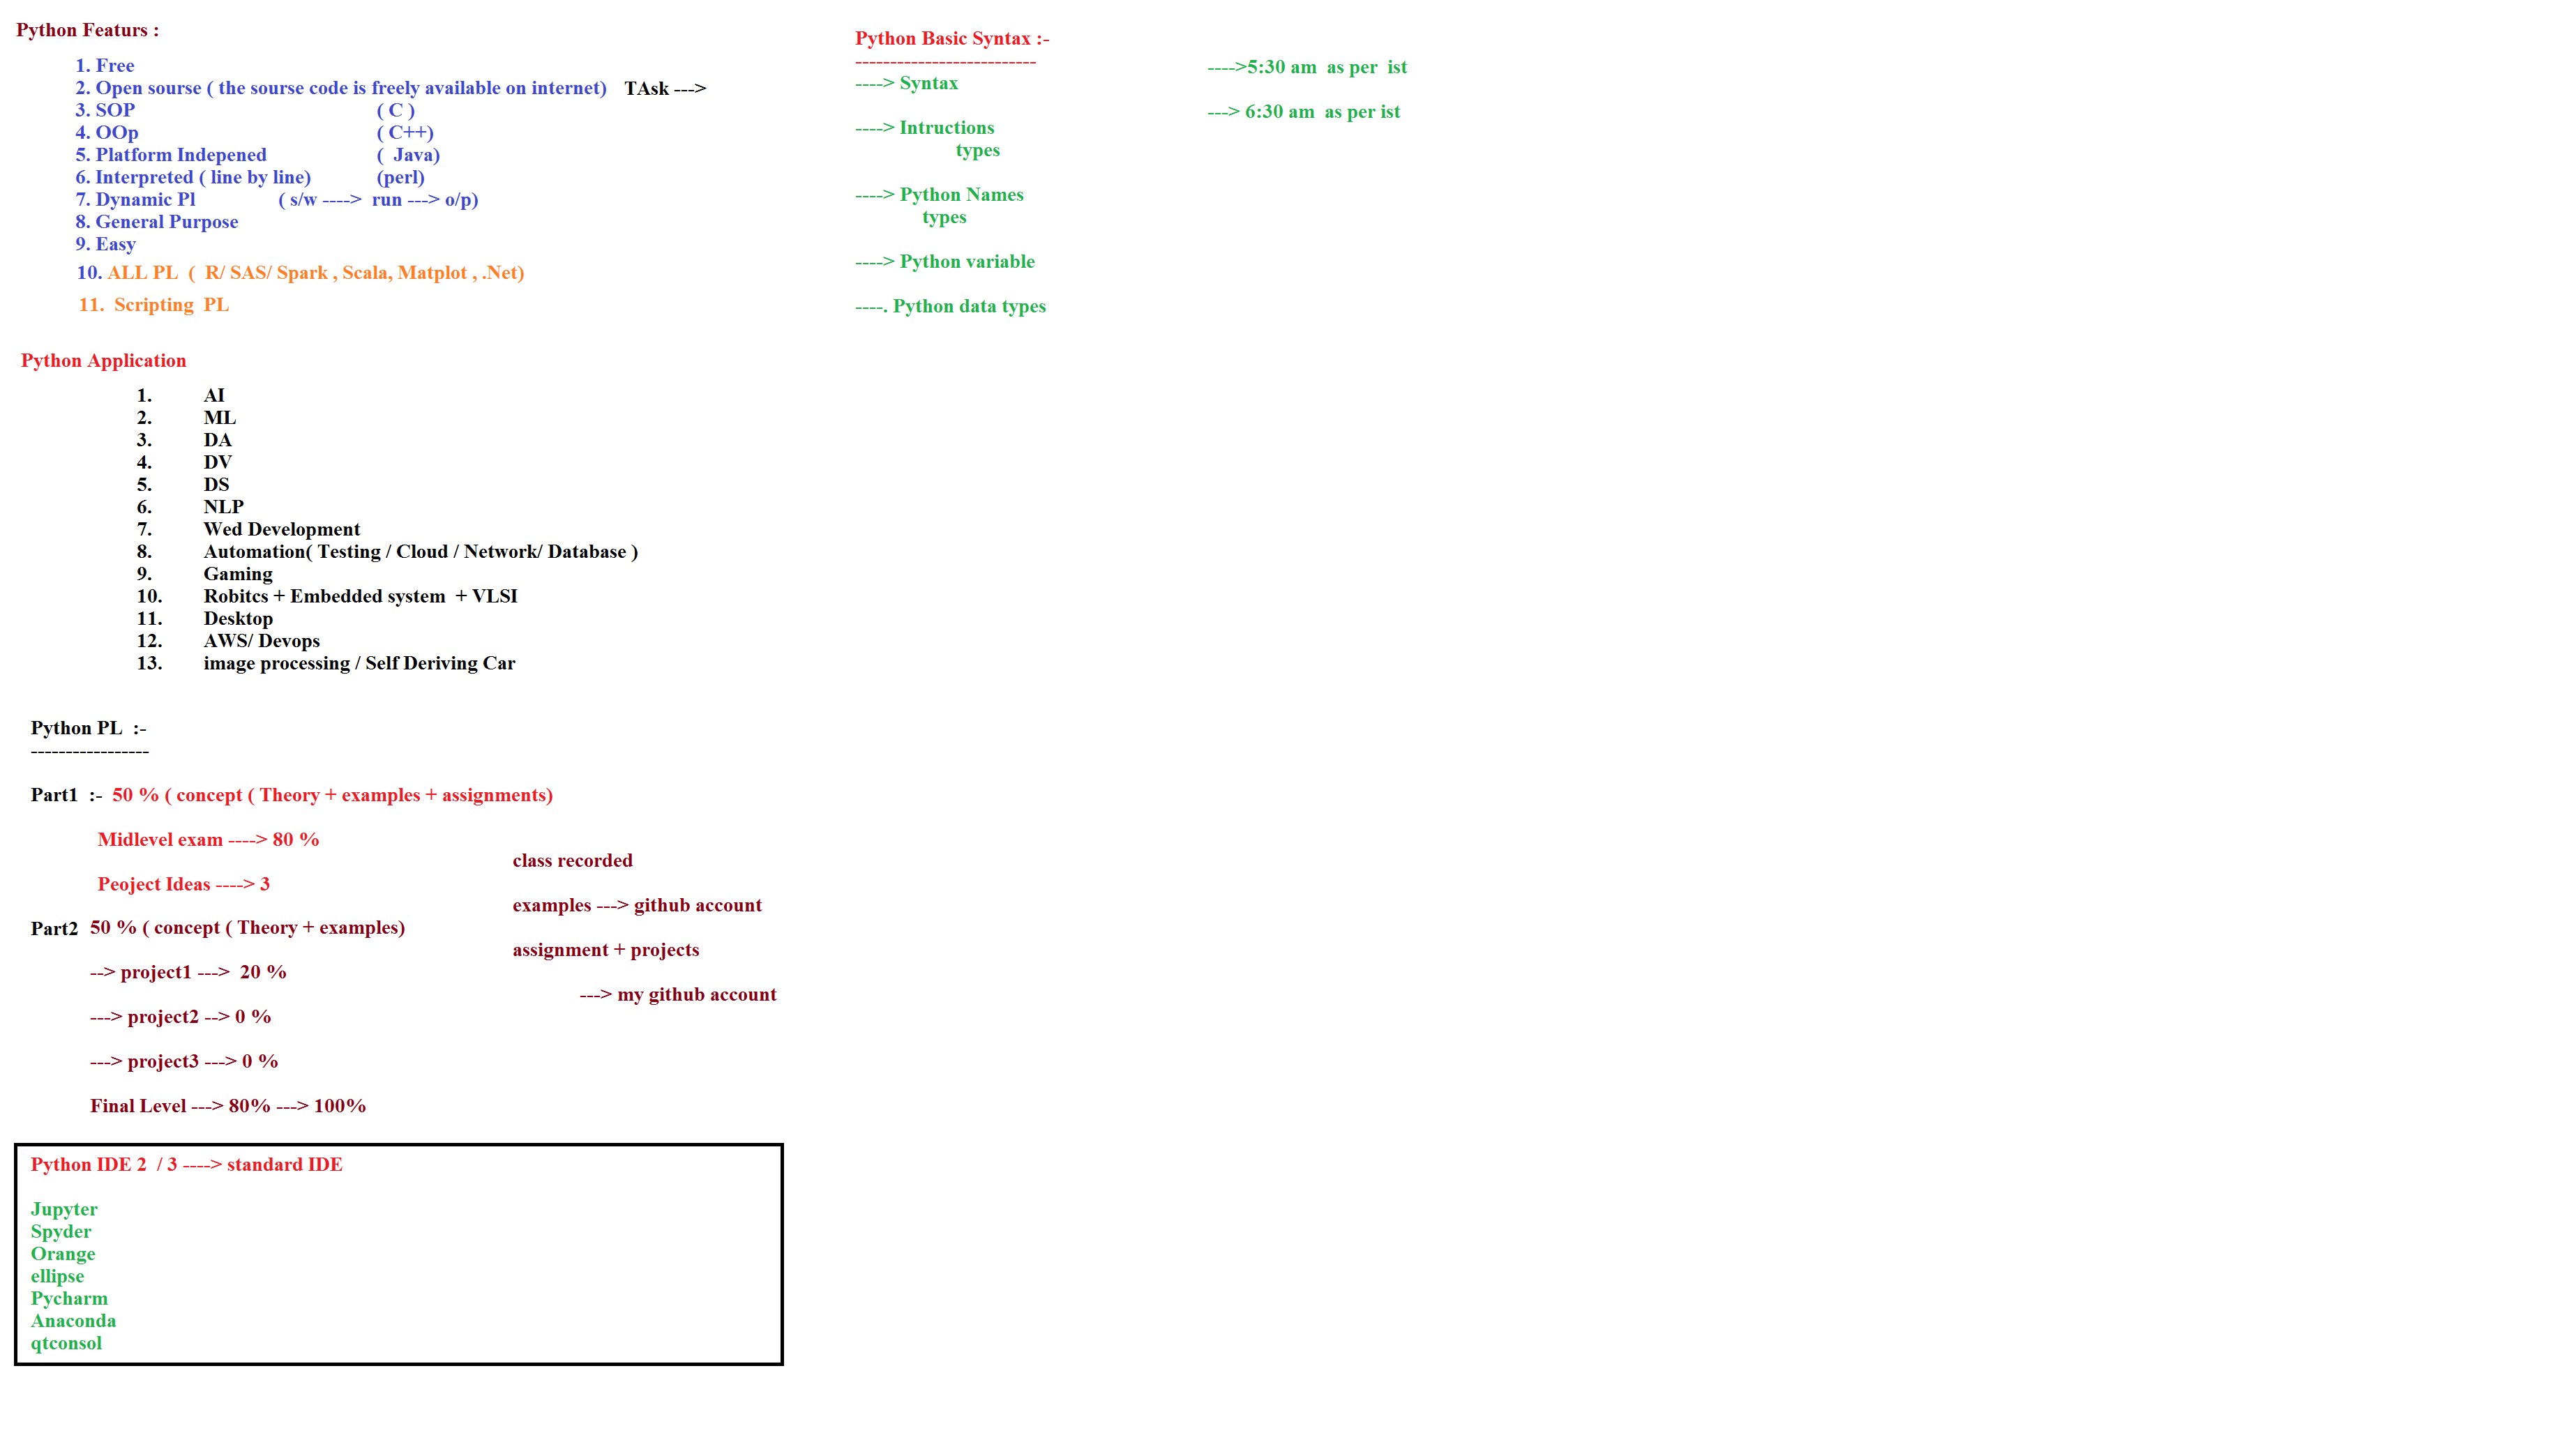 Python Featurs :
1. Free
2. Open sourse ( the sourse code is freely available on internet) TAsk --->
3. SOP ( C )
4. OOp ( C++)
5. Platform Indepened ( Java)
6. Interpreted ( line by line) (perl)
7. Dynamic Pl ( s/w ----> run ---> o/p)
8. General Purpose
9. Easy
10. ALL PL ( R/ SAS/ Spark , Scala, Matplot , .Net)
11. Scripting PL
Python Application
1. AI
2. ML
3. DA
4. DV
5. DS
6. NLP
7. Wed Development
8. Automation( Testing / Cloud / Network/ Database )
9. Gaming
10. Robitcs + Embedded system + VLSI
11. Desktop
12. AWS/ Devops
13. image processing / Self Deriving Car
Python PL :-
-----------------
Part1 :- 50 % ( concept ( Theory + examples + assignments)
Midlevel exam ----> 80 %
Peoject Ideas ----> 3
Part2 50 % ( concept ( Theory + examples)
--> project1 ---> 20 %
---> project2 --> 0 %
---> project3 ---> 0 %
Final Level ---> 80% ---> 100%
class recorded
examples ---> github account
assignment + projects
---> my github account
Python IDE 2 / 3 ----> standard IDE
Jupyter
Spyder
Orange
ellipse
Pycharm
Anaconda
qtconsol
Python Basic Syntax :-
--------------------------
----> Syntax
----> Intructions
types
----> Python Names
types
----> Python variable
----. Python data types
---->5:30 am as per ist
---> 6:30 am as per ist